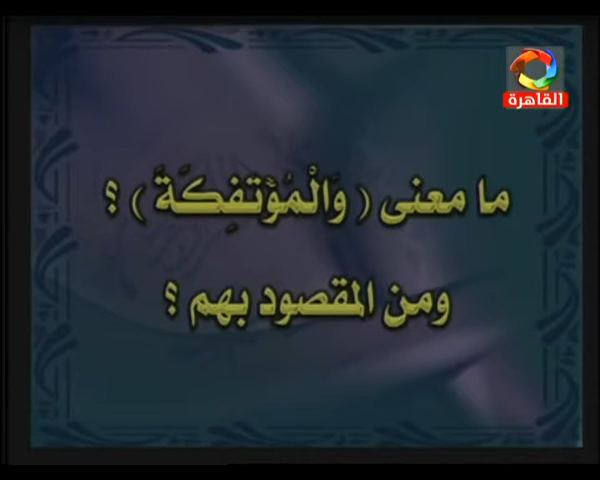 القاهرة
ما معنى ( وَالْمُؤْتَفِكَةَ ) ؟
ومن المقصود بهم ؟